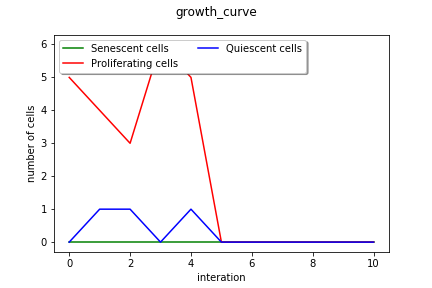 growth_curve
Senescent cells
Proliferating cells
Quiescent cells
number of cells
6
5
4
3
2
1
0
0 2 4 6 8 10
interation